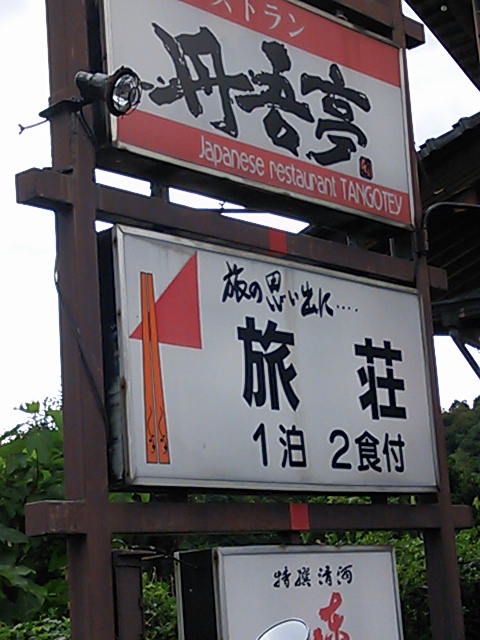 ストラン
丹吾亭
Japanese restaurant TANGOTEY
旅の思い出に‥‥
旅荘
1泊 2食付
特撰清河